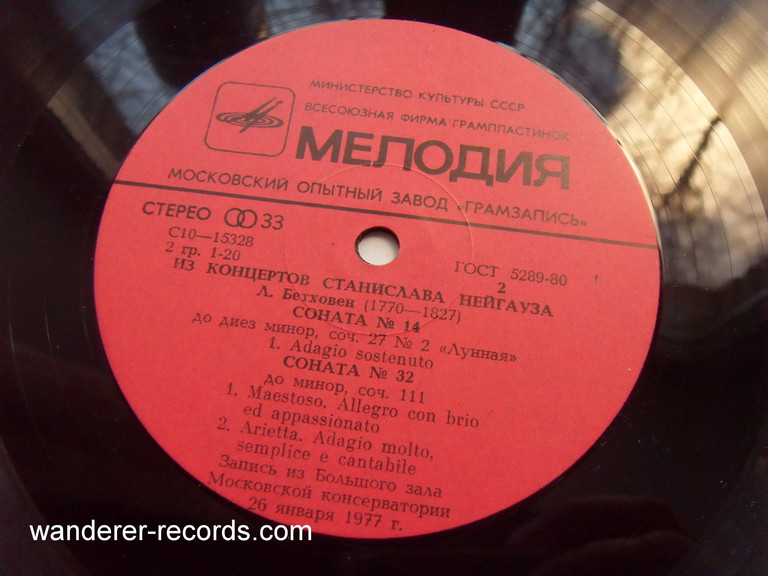 МИНИСТЕРСТВО КУЛЬТУРЫ СССР
ВСЕСОЮЗНАЯ ФИРМА ГРАМПЛАСТИНОК
МЕЛОДИЯ
МОСКОВСКИЙ ОПЫТНЫЙ ЗАВОД «ГРАМЗАПИСЬ»
СТЕРЕО 33
С10—15328
2 гр. 1-20
ГОСТ 5289-80
2
ИЗ КОНЦЕРТОВ СТАНИСЛАВА НЕЙГАУЗА
Л. Бетховен (1770—1827)
СОНАТА № 14
до диез минор, соч. 27 № 2 «Лунная»
1. Adagio sostenuto
СОНАТА № 32
до минор, соч. 111
1. Maestoso. Allegro con brio
ed appassionato
2. Arietta. Adagio molto,
semplice e cantabile
Запись из Большого зала
Московской консерватории
26 января 1977 г.
wanderer-records.com